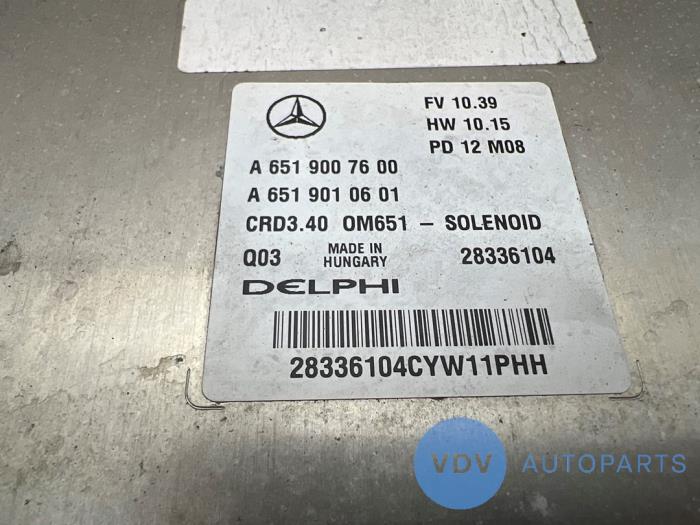 FV 10.39
HW 10.15
PD 12 M08
A 651 900 76 00
A 651 901 06 01
CRD3.40 OM651 - SOLENOID
Q03 MADE IN HUNGARY 28336104
DELPHI
28336104CYW11PHH
VDV AUTOPARTS